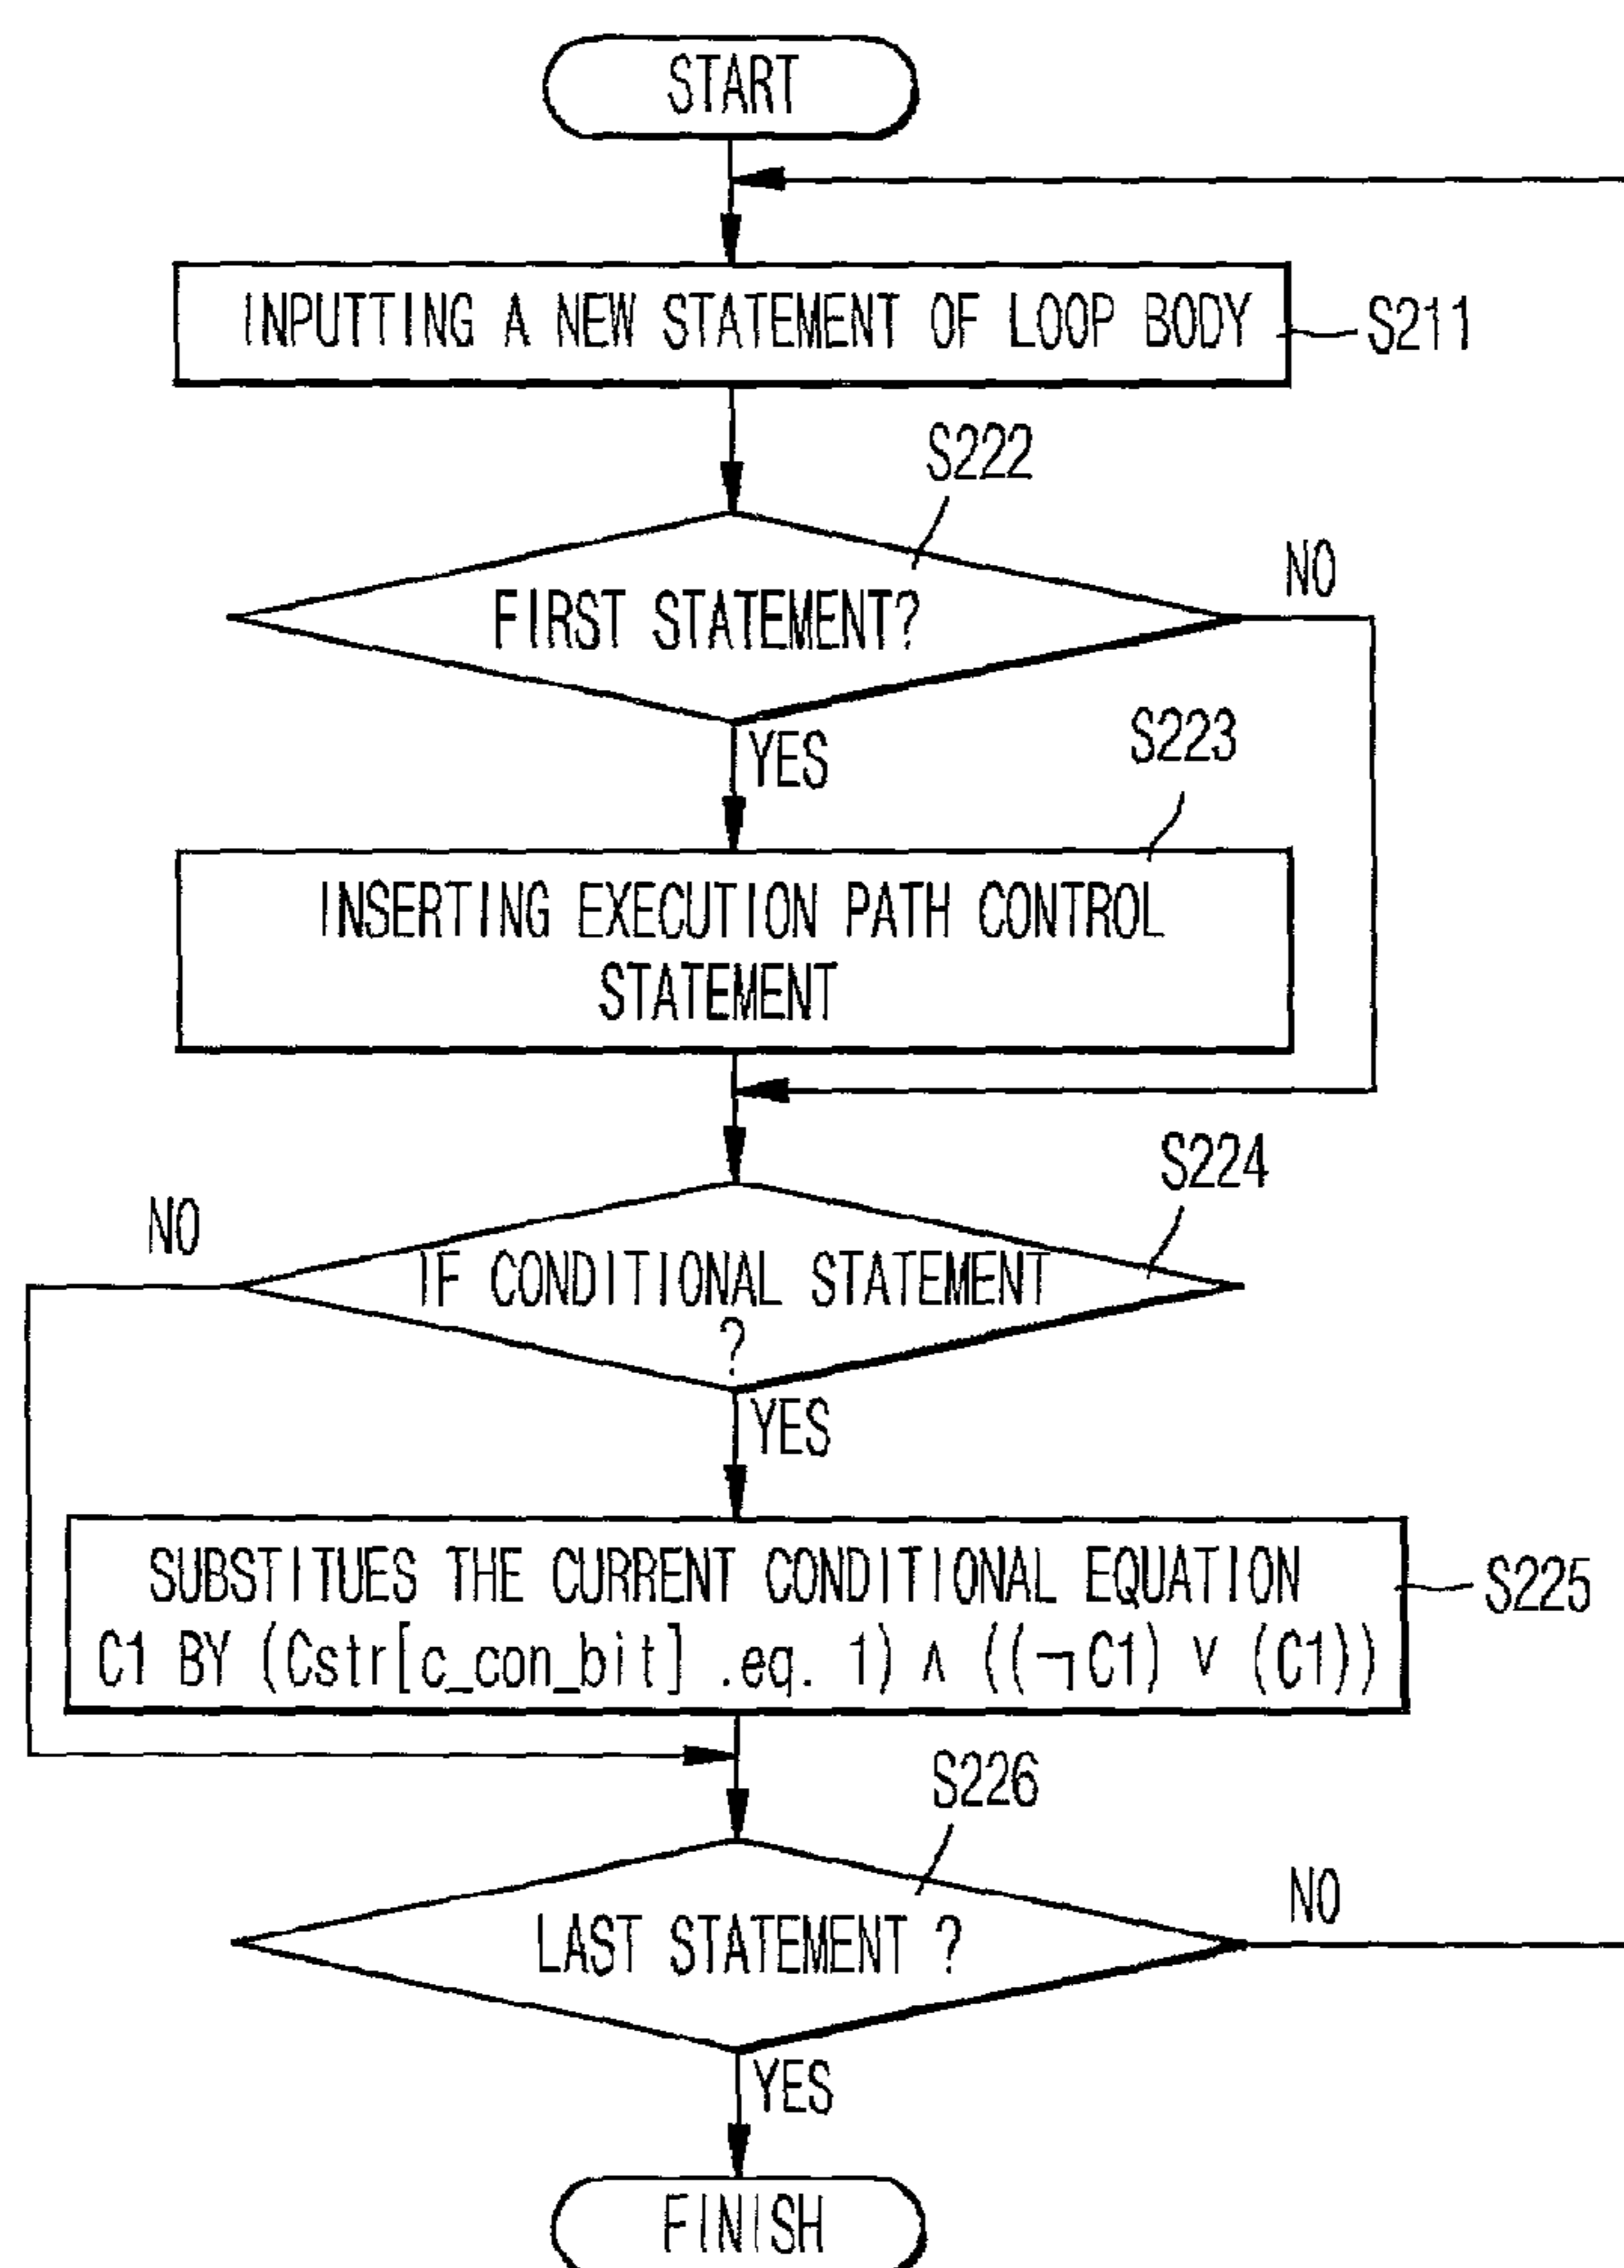 START
INPUTTING A NEW STATEMENT OF LOOP BODY
S211
S222
FIRST STATEMENT?
NO
YES
S223
INSERTING EXECUTION PATH CONTROL
STATEMENT
S224
NO
IF CONDITIONAL STATEMENT
?
YES
SUBSTITUES THE CURRENT CONDITIONAL EQUATION
C1 BY (Cstr[c_con_bit] .eq. 1) ∧ ((¬C1) ∨ (C1))
S225
S226
LAST STATEMENT ?
NO
YES
FINISH